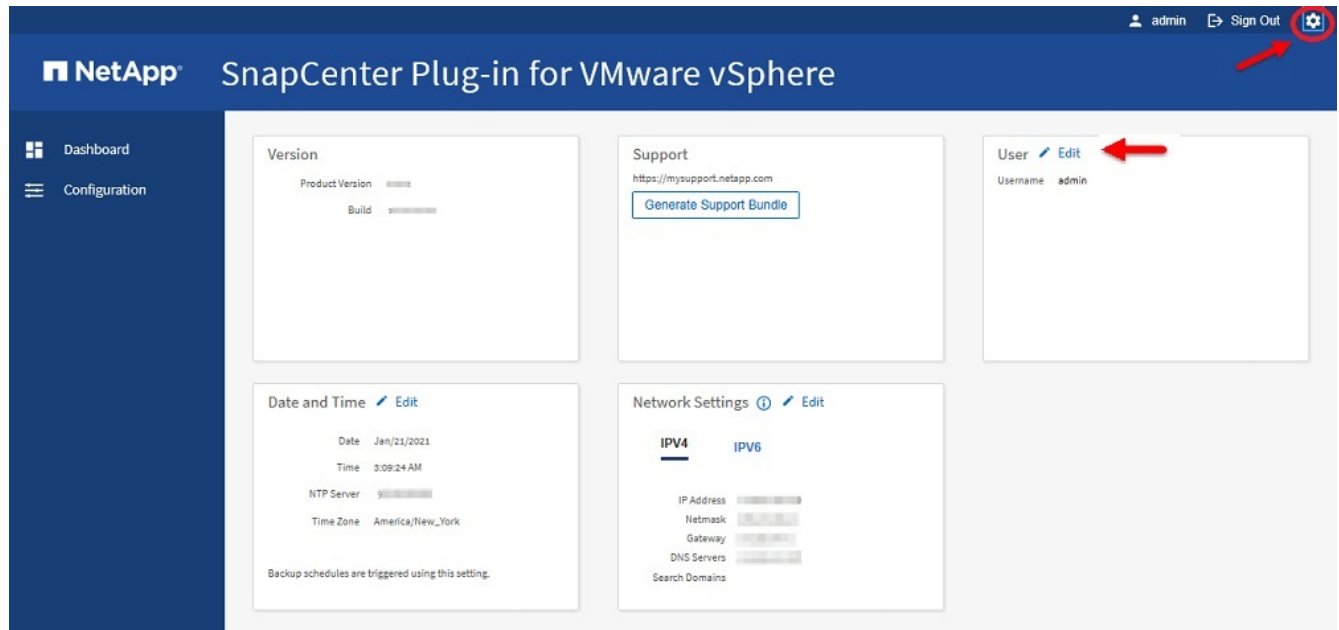 admin Sign Out
NetApp SnapCenter Plug-in for VMware vSphere
Dashboard
Configuration
Version
Product Version
Build
Support
https://mysupport.netapp.com
Generate Support Bundle
User Edit
Username admin
Date and Time Edit
Date Jan/21/2021
Time 3:09:24 AM
NTP Server
Time Zone America/New_York
Backup schedules are triggered using this setting.
Network Settings Edit
IPV4 IPV6
IP Address
Netmask
Gateway
DNS Servers
Search Domains